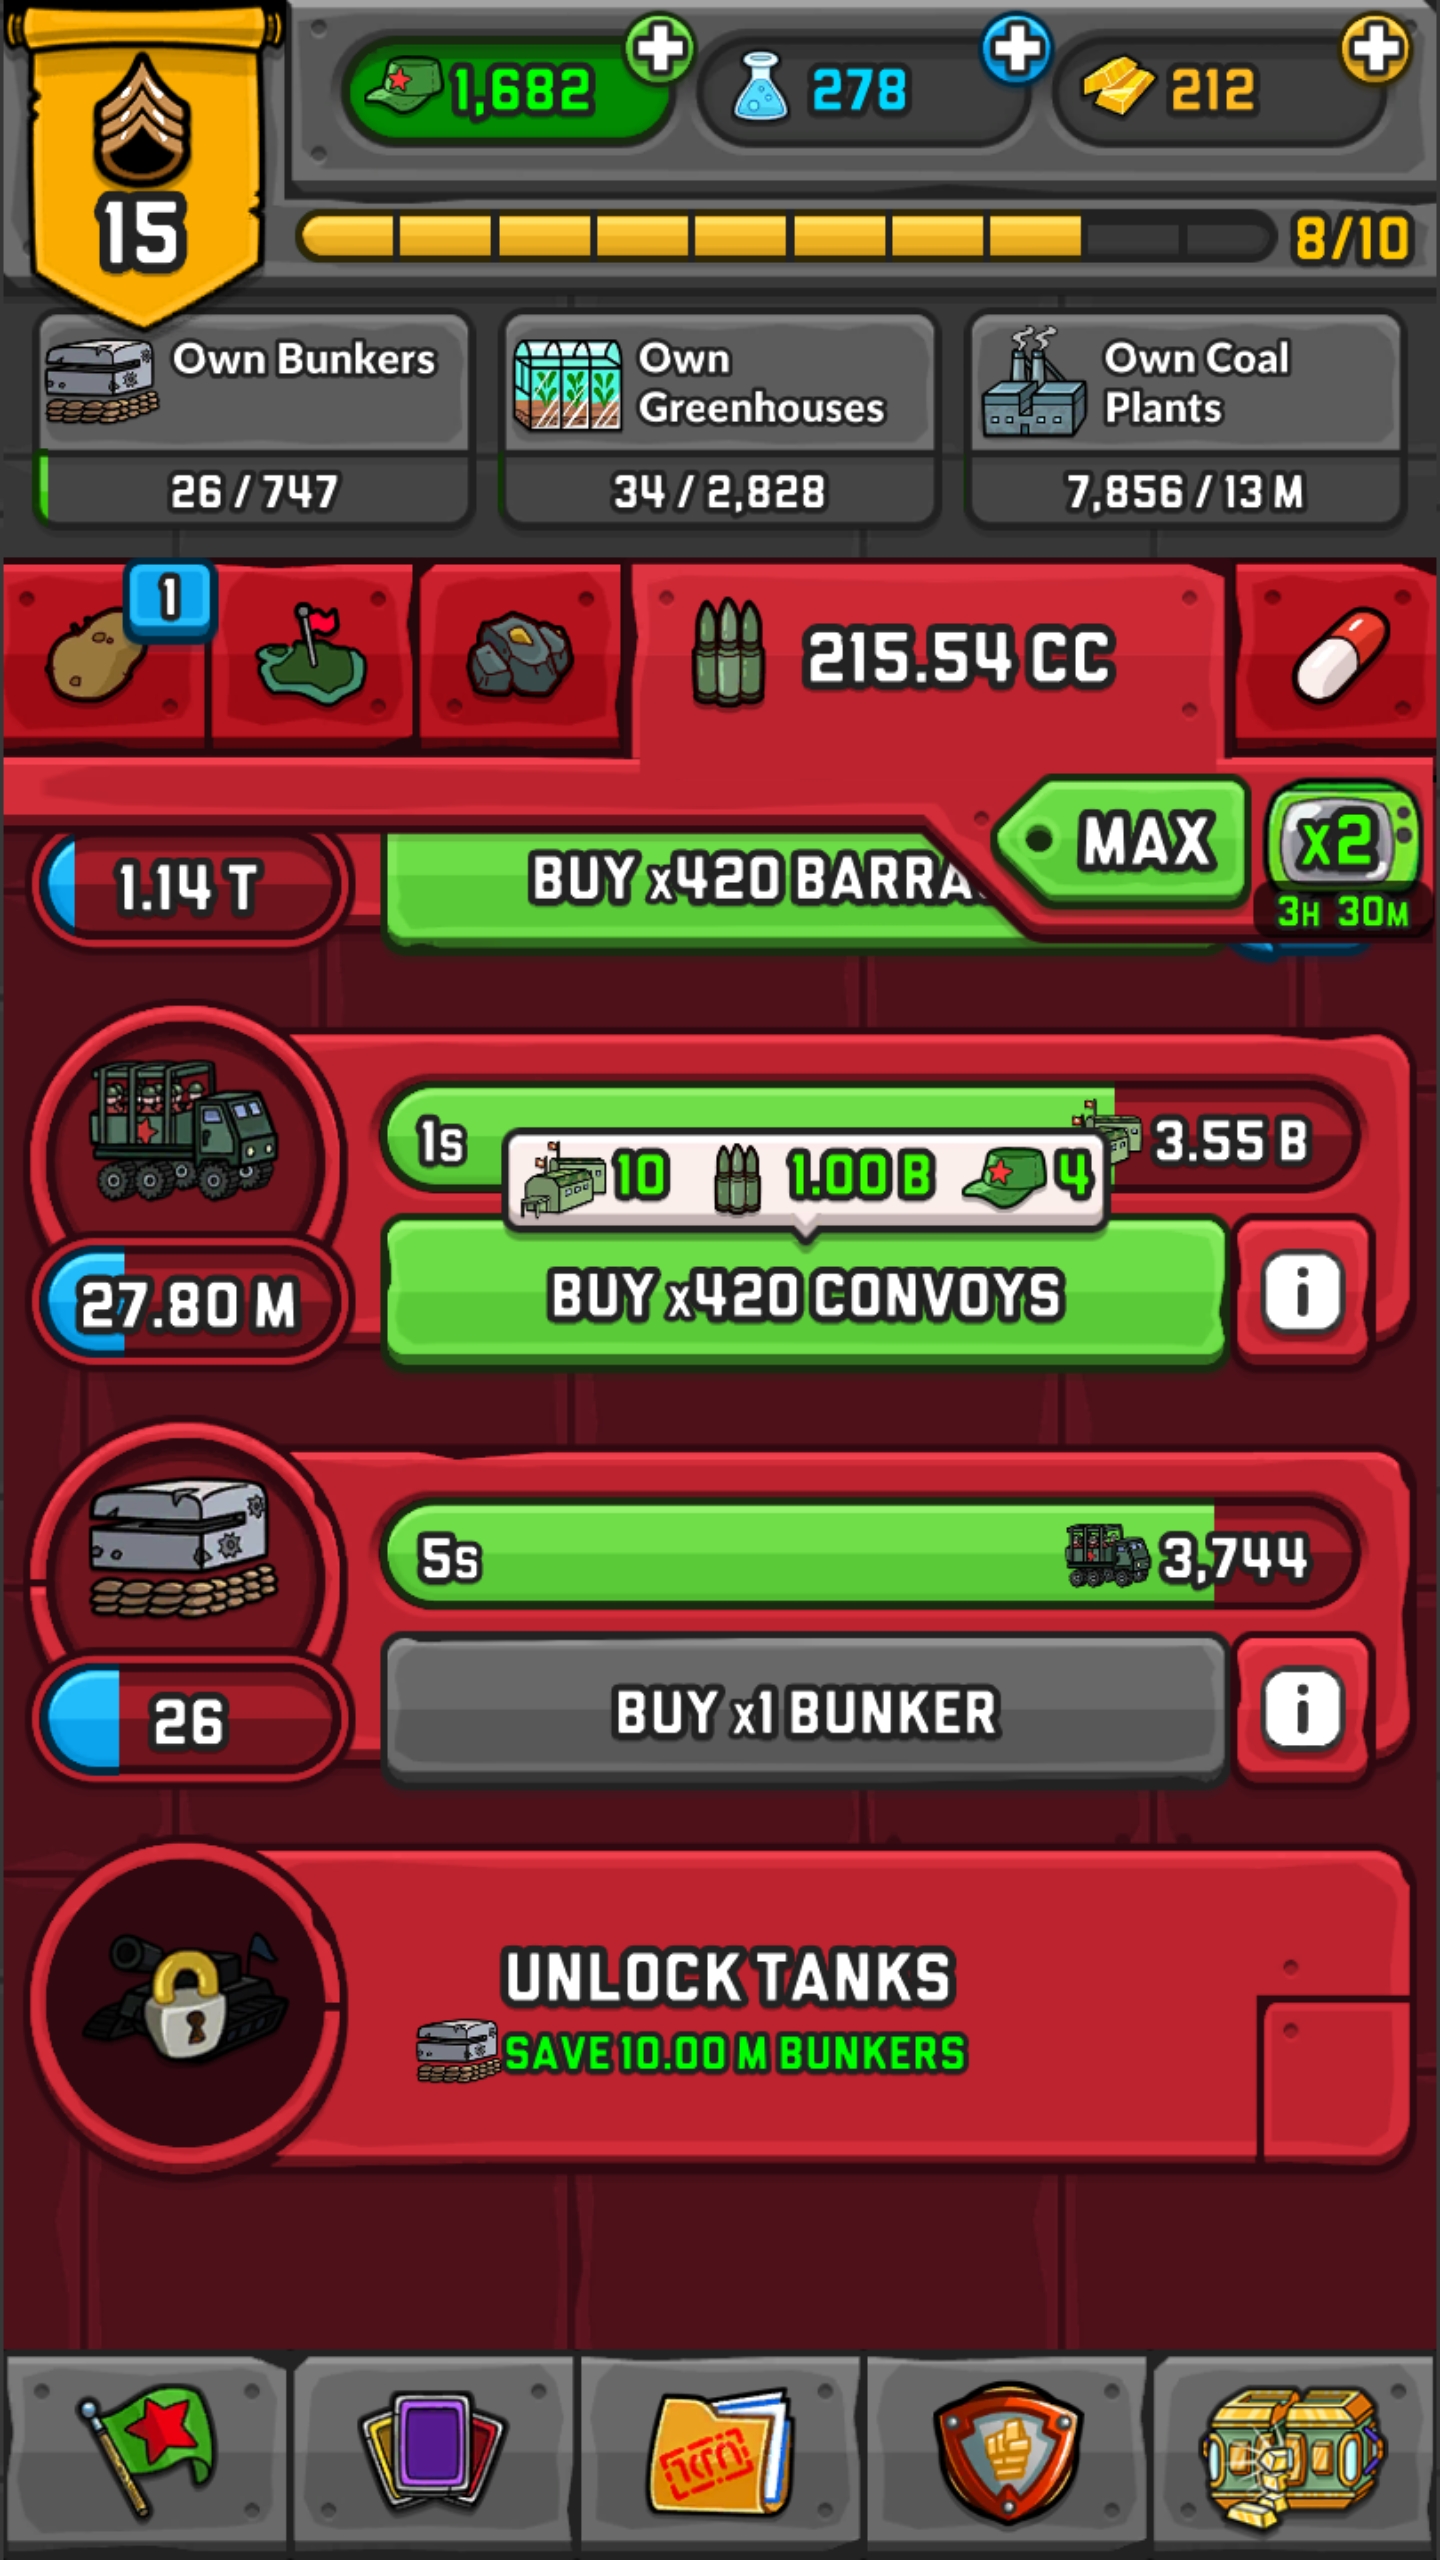 1,682
278
212
15
8/10
Own Bunkers
26 / 747
Own
Greenhouses
34 / 2,828
Own Coal
Plants
7,856 / 13 M
1
215.54 CC
MAX
x2
3H 30M
1.14 T
BUY x420 BARRA
1s
3.55 B
10
1.00 B
4
27.80 M
BUY x420 CONVOYS
i
5s
3,744
26
BUY x1 BUNKER
i
UNLOCK TANKS
SAVE 10.00 M BUNKERS